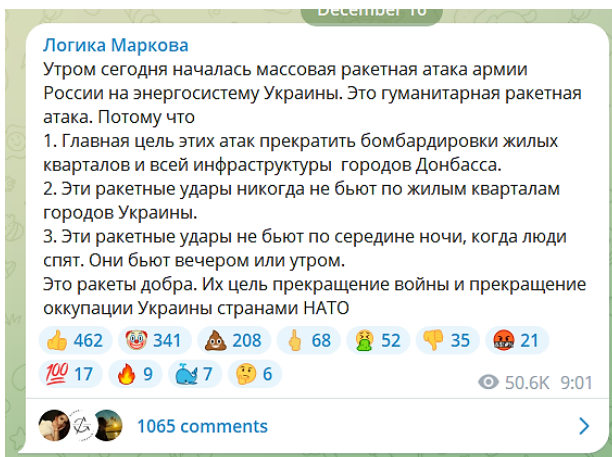 December 16
Логика Маркова
Утром сегодня началась массовая ракетная атака армии
России на энергосистему Украины. Это гуманитарная ракетная
атака. Потому что
1. Главная цель этих атак прекратить бомбардировки жилых
кварталов и всей инфраструктуры городов Донбасса.
2. Эти ракетные удары никогда не бьют по жилым кварталам
городов Украины.
3. Эти ракетные удары не бьют по середине ночи, когда люди
спят. Они бьют вечером или утром.
Это ракеты добра. Их цель прекращение войны и прекращение
оккупации Украины странами НАТО
462 341 208 68 52 35 21
100 17 9 7 6 50.6K 9:01
1065 comments